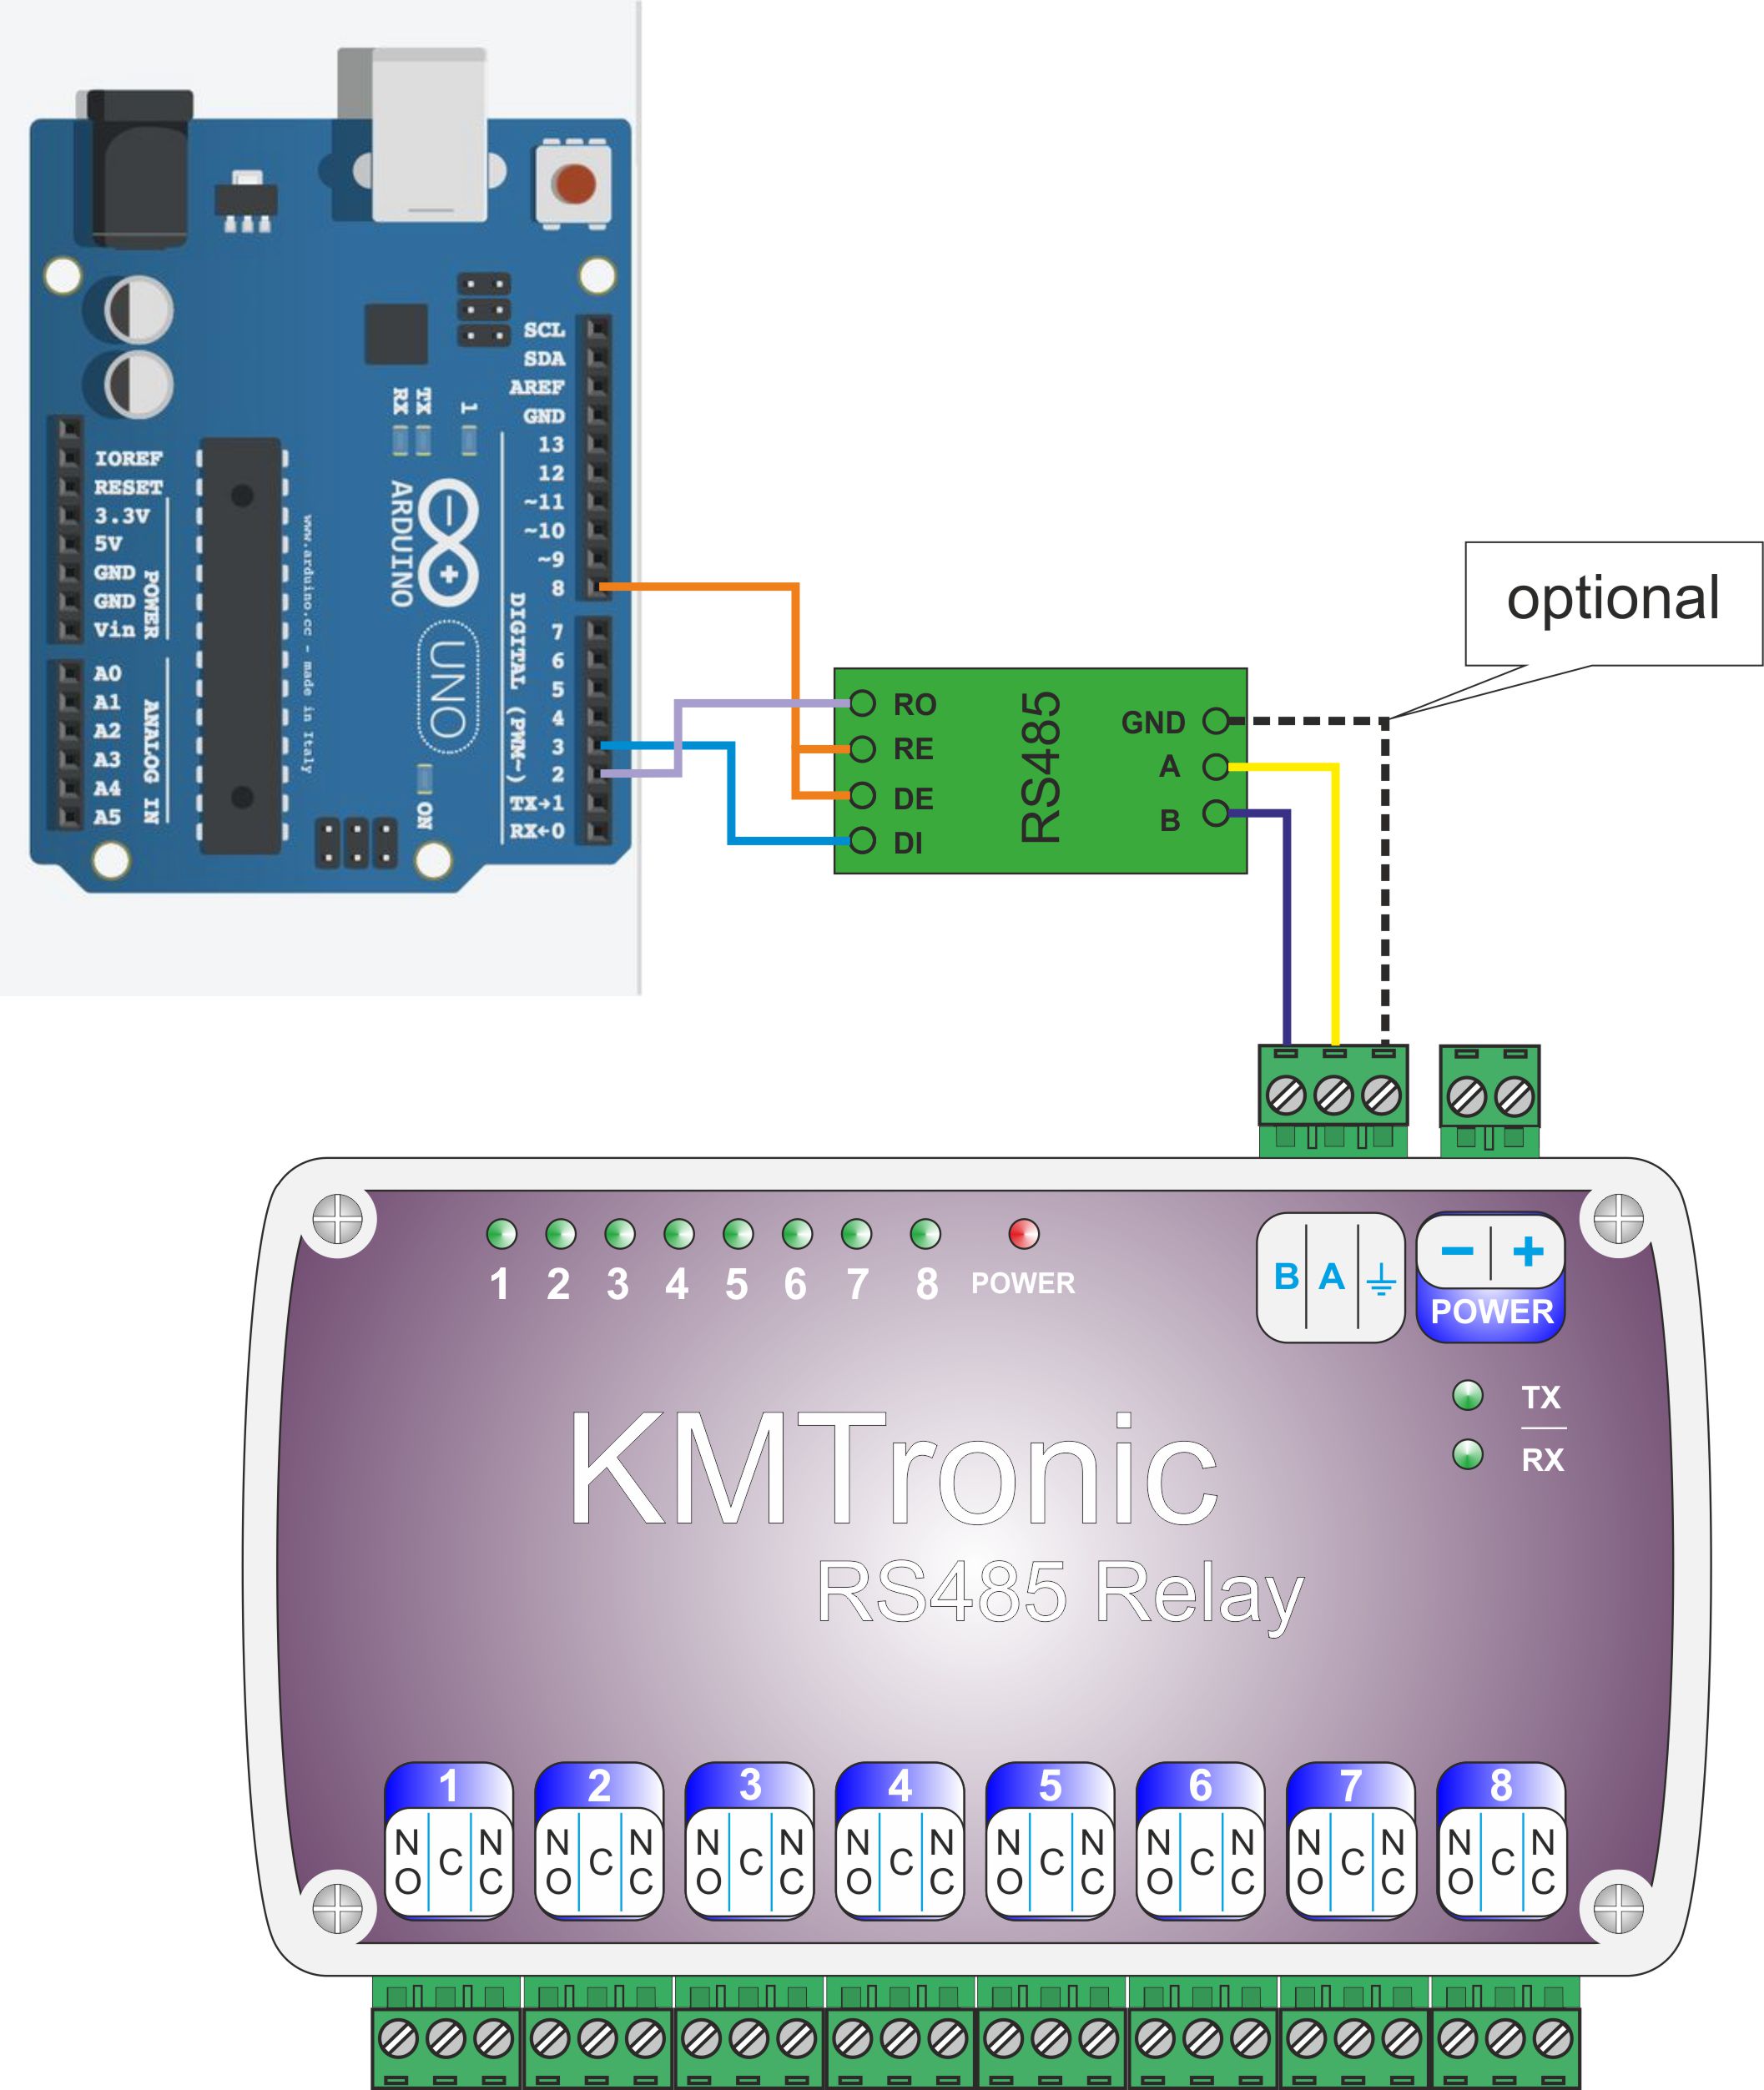 SCL
SDA
AREF
GND
13
12
~11
~10
~9
8
7
6
5
4
3
2
TX→1
RX←0
DIGITAL (PWM~)
RX
TX
1
ARDUINO
UNO
ON
www.arduino.cc - made in Italy
IOREF
RESET
3.3V
5V
GND
GND
Vin
POWER
A0
A1
A2
A3
A4
A5
ANALOG IN
optional
RO
RE
DE
DI
RS485
GND
A
B
1 2 3 4 5 6 7 8 POWER
B A
− +
POWER
TX
RX
KMTronic
RS485 Relay
1 2 3 4 5 6 7 8
NO C NC NO C NC NO C NC NO C NC NO C NC NO C NC NO C NC NO C NC